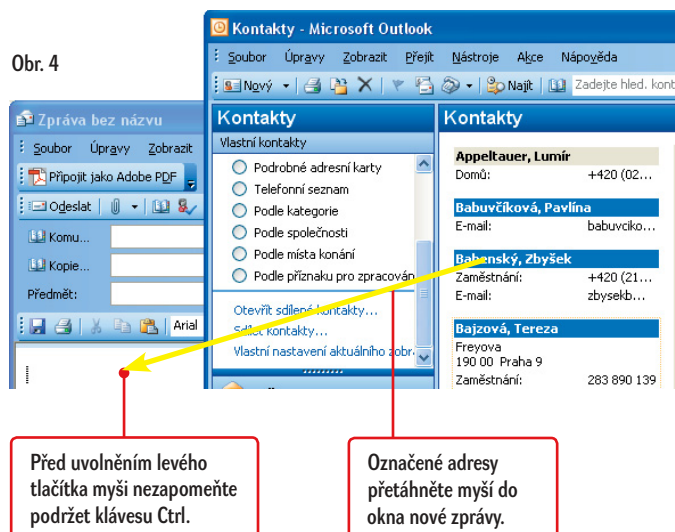 Obr. 4
Kontakty - Microsoft Outlook
Soubor Úpravy Zobrazit Přejít Nástroje Akce Nápověda
Nový Najít Zadejte hled. kont
Kontakty
Vlastní kontakty
Podrobné adresní karty
Telefonní seznam
Podle kategorie
Podle společnosti
Podle místa konání
Podle příznaku pro zpracován
Otevřít sdílené kontakty...
Sdílet kontakty...
Vlastní nastavení aktuálního zobr
Kontakty
Appeltauer, Lumír
Domů: +420 (02...
Babuvčíková, Pavlína
E-mail: babuvciko...
Babenský, Zbyšek
Zaměstnání: +420 (21...
E-mail: zbysekb...
Bajzová, Tereza
Freyova
190 00 Praha 9
Zaměstnání: 283 890 139
Zpráva bez názvu
Soubor Úpravy Zobrazit
Připojit jako Adobe PDF
Odeslat
Komu...
Kopie...
Předmět:
Arial
Před uvolněním levého
tlačítka myši nezapomeňte
podržet klávesu Ctrl.
Označené adresy
přetáhněte myší do
okna nové zprávy.